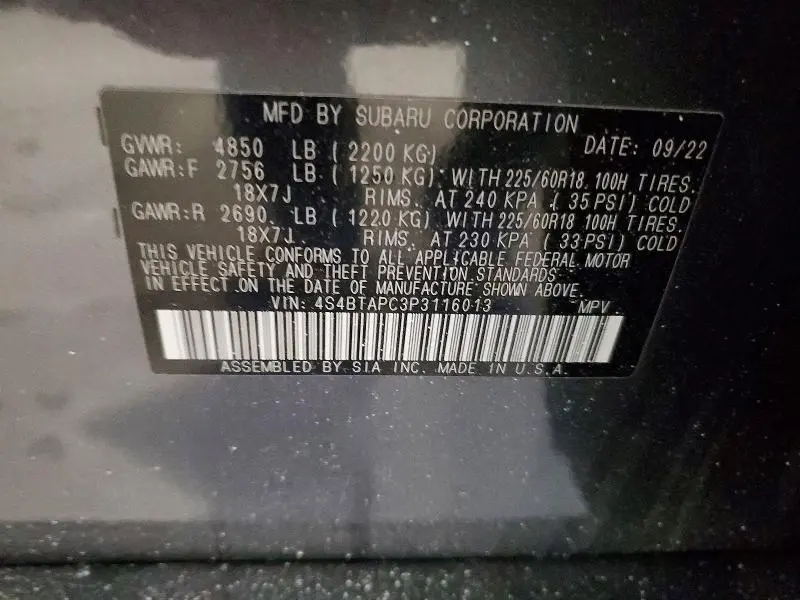 MFD BY SUBARU CORPORATION
GVWR: 4850 LB ( 2200 KG) DATE: 09/22
GAWR:F 2756 LB ( 1250 KG) WITH 225/60R18 100H TIRES.
18X7J RIMS. AT 240 KPA ( 35 PSI) COLD
GAWR:R 2690. LB ( 1220 KG) WITH 225/60R18 100H TIRES.
18X7J. RIMS. AT 230 KPA ( 33 PSI) COLD
THIS VEHICLE CONFORMS TO ALL APPLICABLE FEDERAL MOTOR
VEHICLE SAFETY AND THEFT PREVENTION STANDARDS
IN EFFECT ON THE DATE OF MANUFACTURE SHOWN ABOVE.
VIN: 4S4BTAPC3P3116013 MPV
ASSEMBLED BY SIA INC. MADE IN U.S.A.